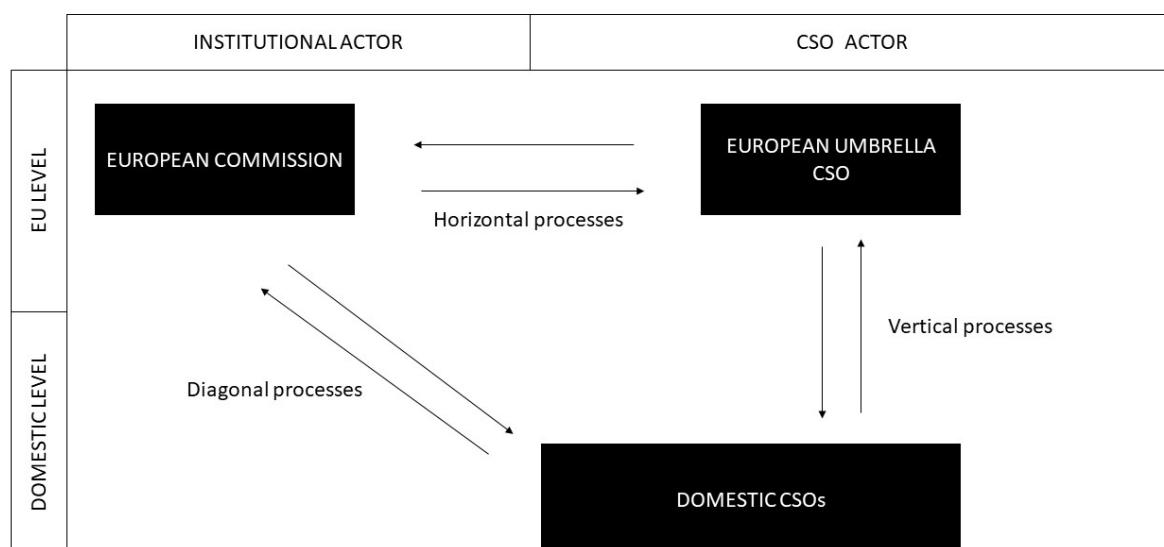 INSTITUTIONAL ACTOR
CSO ACTOR
EU LEVEL
EUROPEAN COMMISSION
EUROPEAN UMBRELLA
CSO
Horizontal processes
Vertical processes
DOMESTIC LEVEL
Diagonal processes
DOMESTIC CSOs